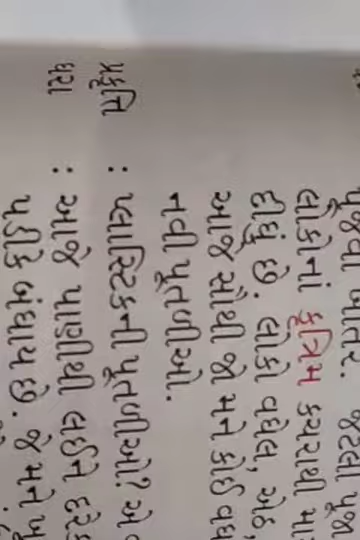 પૂજવા ખાતર. જેટલા પૂજ
લોકોનાં કૃત્રિમ કચરાથી મા
દીધું છે. લોકો વધેલ, એઠ,
આજ સૌથી જો મને કોઈ વધ
નવી પૂતળીઓ.
પ્રકૃતિ : પ્લાસ્ટિકની પૂતળીઓ? એ
ધરા : આજે પાણીથી લઈને દરે
પડીકે બંધાય છે. જે મને